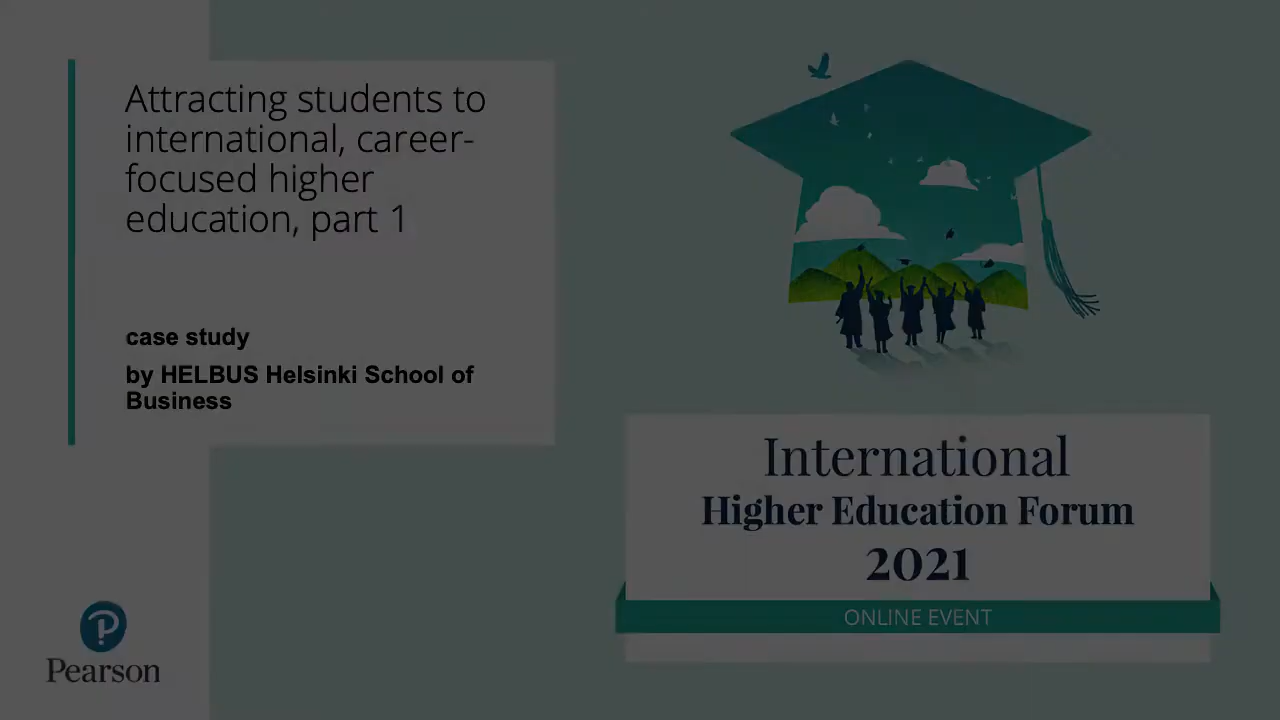 Attracting students to
international, career-
focused higher
education, part 1
case study
by HELBUS Helsinki School of
Business
International
Higher Education Forum
2021
ONLINE EVENT
P
Pearson